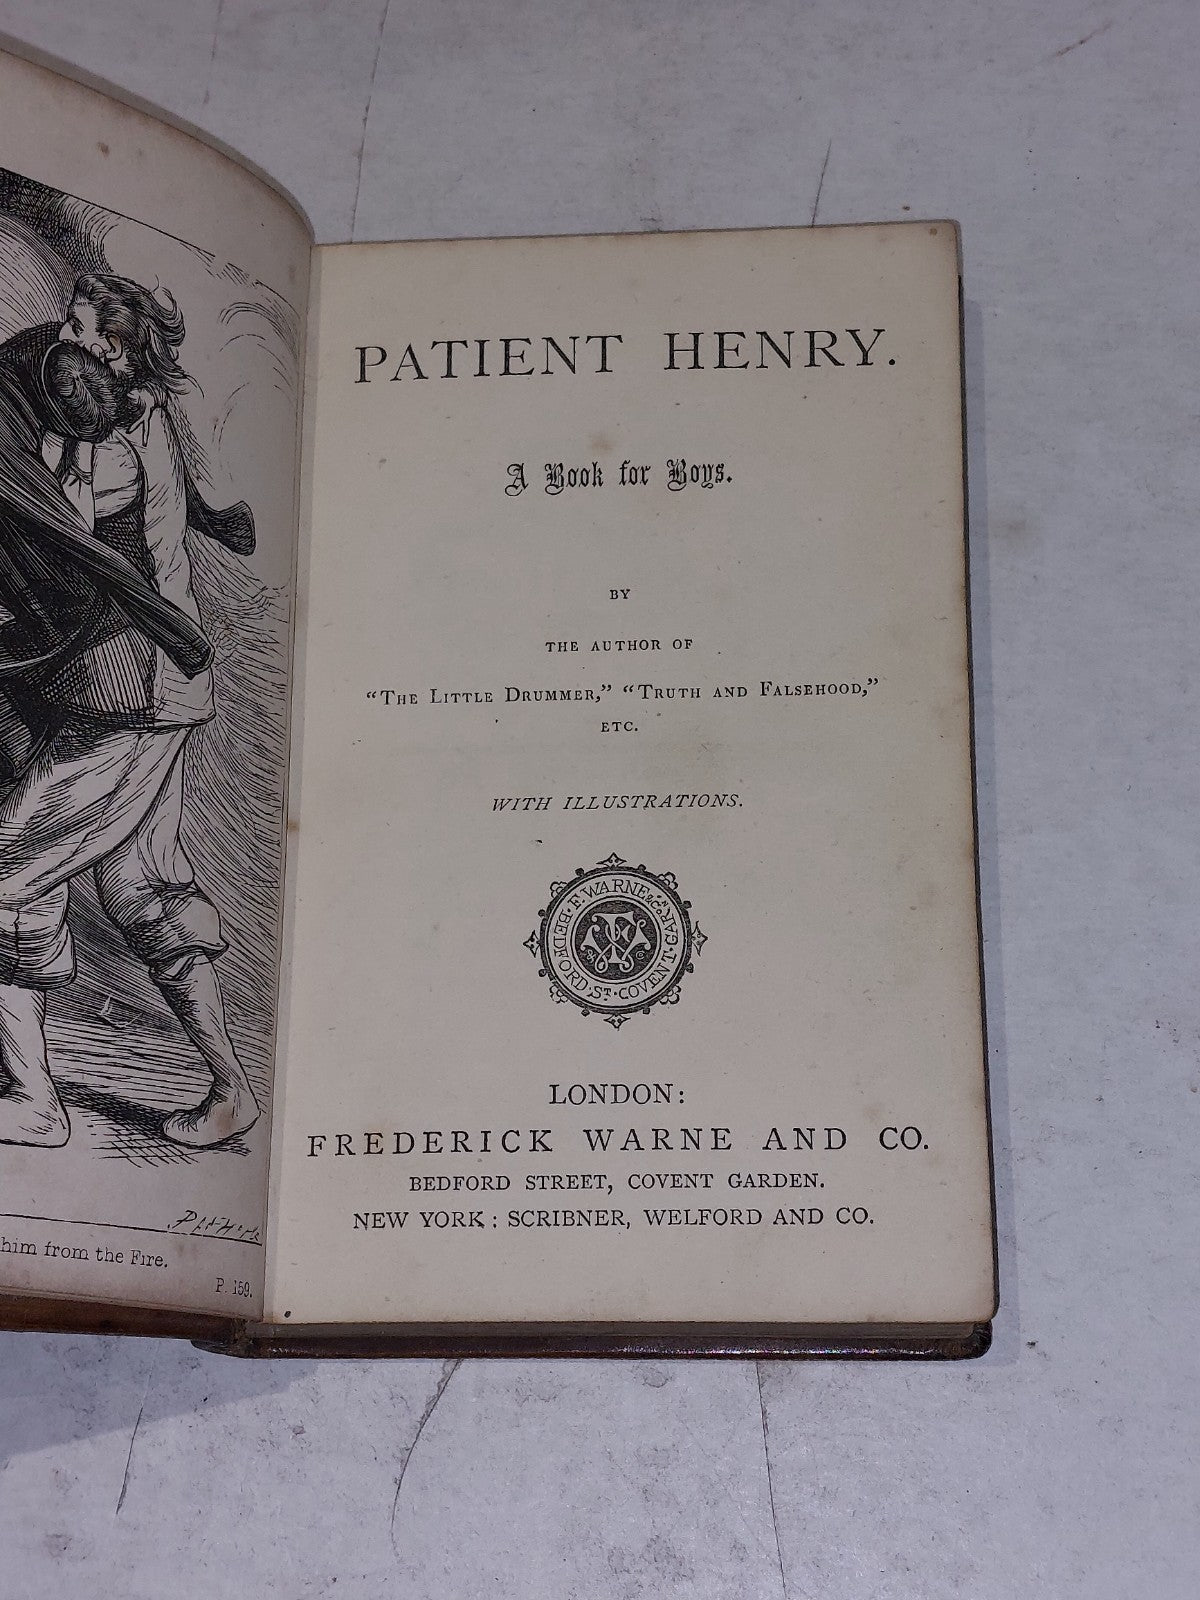 him from the Fire.
P. 159.
PATIENT HENRY.
A Book for Boys.
BY
THE AUTHOR OF
“THE LITTLE DRUMMER,” “TRUTH AND FALSEHOOD,”
ETC.
WITH ILLUSTRATIONS.
F. WARNE & Co
BEDFORD ST. COVENT GARN
LONDON:
FREDERICK WARNE AND CO.
BEDFORD STREET, COVENT GARDEN.
NEW YORK: SCRIBNER, WELFORD AND CO.